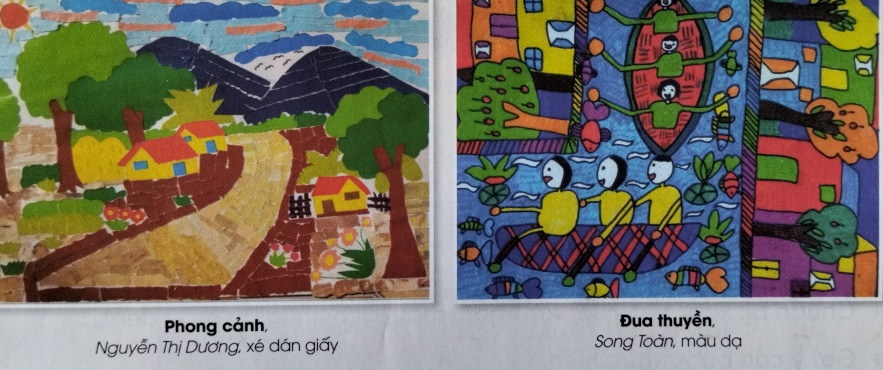 Phong cảnh,
Nguyễn Thị Dương, xé dán giấy
Đua thuyền,
Song Toàn, màu dạ